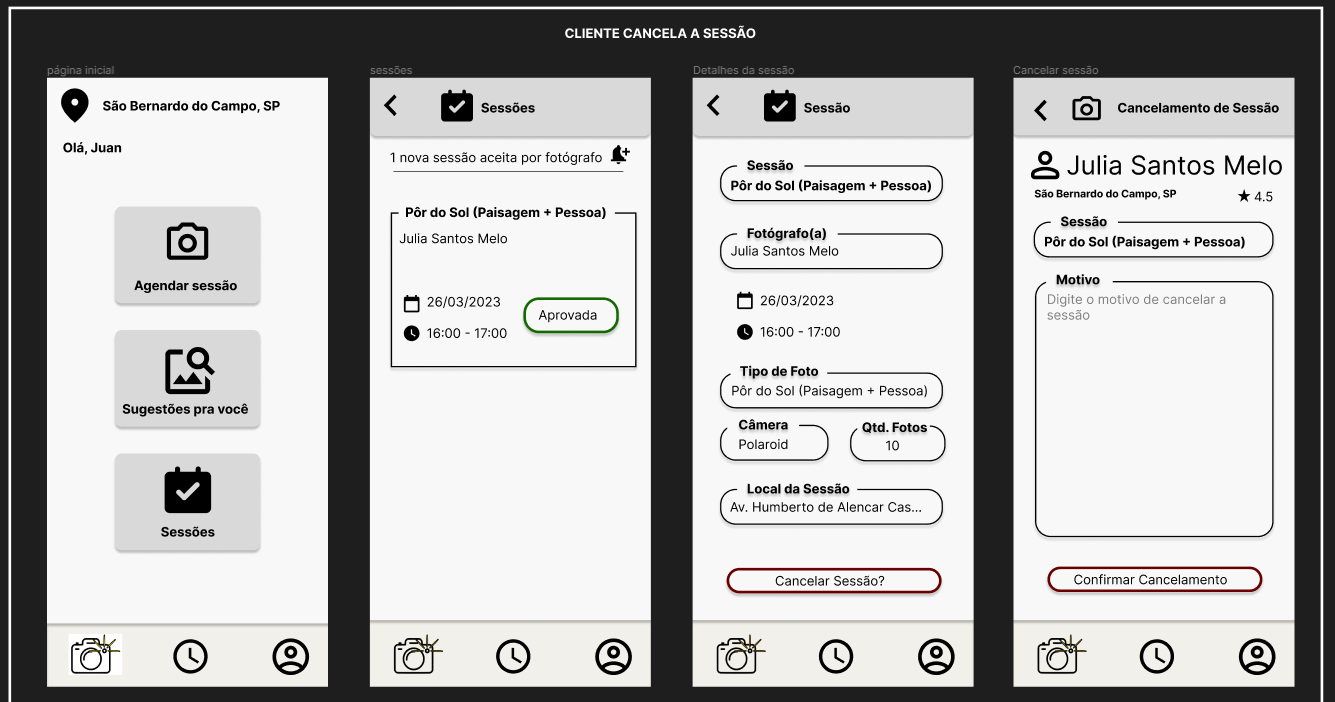 CLIENTE CANCELA A SESSÃO
página inicial
São Bernardo do Campo, SP
Olá, Juan
Agendar sessão
Sugestões pra você
Sessões
sessões
Sessões
1 nova sessão aceita por fotógrafo
Pôr do Sol (Paisagem + Pessoa)
Julia Santos Melo
26/03/2023
16:00 - 17:00
Aprovada
Detalhes da sessão
Sessão
Sessão
Pôr do Sol (Paisagem + Pessoa)
Fotógrafo(a)
Julia Santos Melo
26/03/2023
16:00 - 17:00
Tipo de Foto
Pôr do Sol (Paisagem + Pessoa)
Câmera
Polaroid
Qtd. Fotos
10
Local da Sessão
Av. Humberto de Alencar Cas...
Cancelar Sessão?
Cancelar sessão
Cancelamento de Sessão
Julia Santos Melo
São Bernardo do Campo, SP
4.5
Sessão
Pôr do Sol (Paisagem + Pessoa)
Motivo
Digite o motivo de cancelar a
sessão
Confirmar Cancelamento